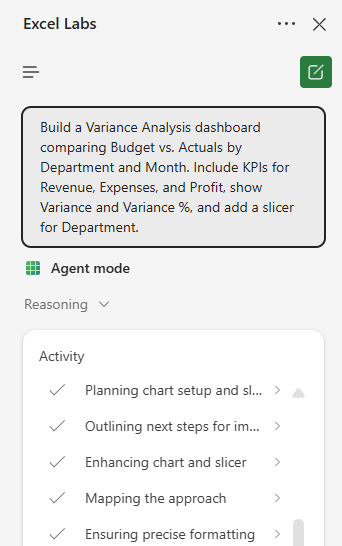 Excel Labs
Build a Variance Analysis dashboard
comparing Budget vs. Actuals by
Department and Month. Include KPIs for
Revenue, Expenses, and Profit, show
Variance and Variance %, and add a slicer
for Department.
Agent mode
Reasoning
Activity
Planning chart setup and sl...
Outlining next steps for im...
Enhancing chart and slicer
Mapping the approach
Ensuring precise formatting